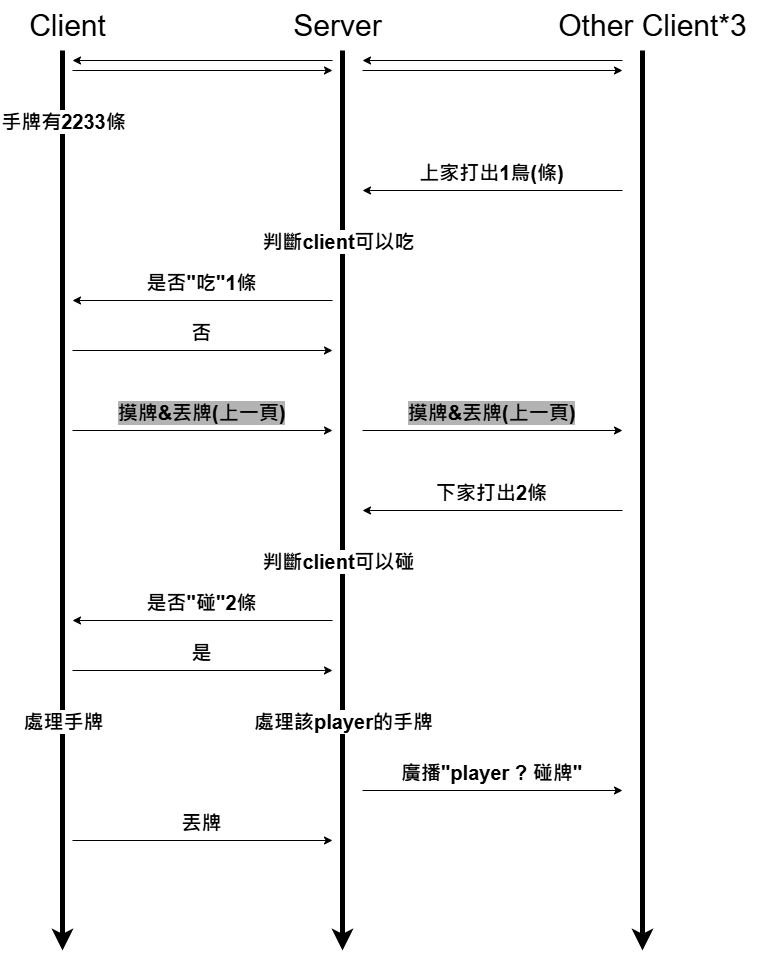 Client
Server
Other Client*3
手牌有2233條
上家打出1鳥(條)
判斷client可以吃
是否"吃"1條
否
摸牌&丟牌(上一頁)
摸牌&丟牌(上一頁)
下家打出2條
判斷client可以碰
是否"碰"2條
是
處理手牌
處理該player的手牌
廣播"player ? 碰牌"
丟牌